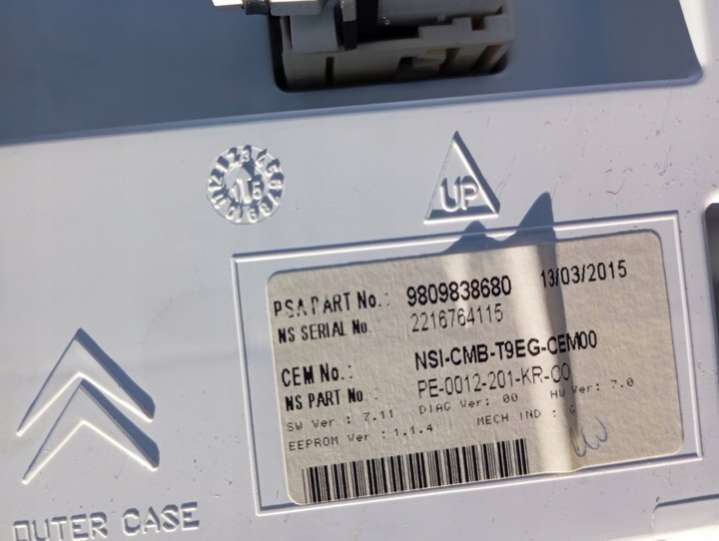 UP
PSA PART No.: 9809838680 13/03/2015
NS SERIAL No. 2216764115
CEM No.: NSI-CMB-T9EG-CEM00
NS PART No.: PE-0012-201-KR-00
SW Ver : 7.11 DIAG Ver: 00 HW Ver: 7.0
EEPROM Ver : 1.1.4 MECH IND :
OUTER CASE